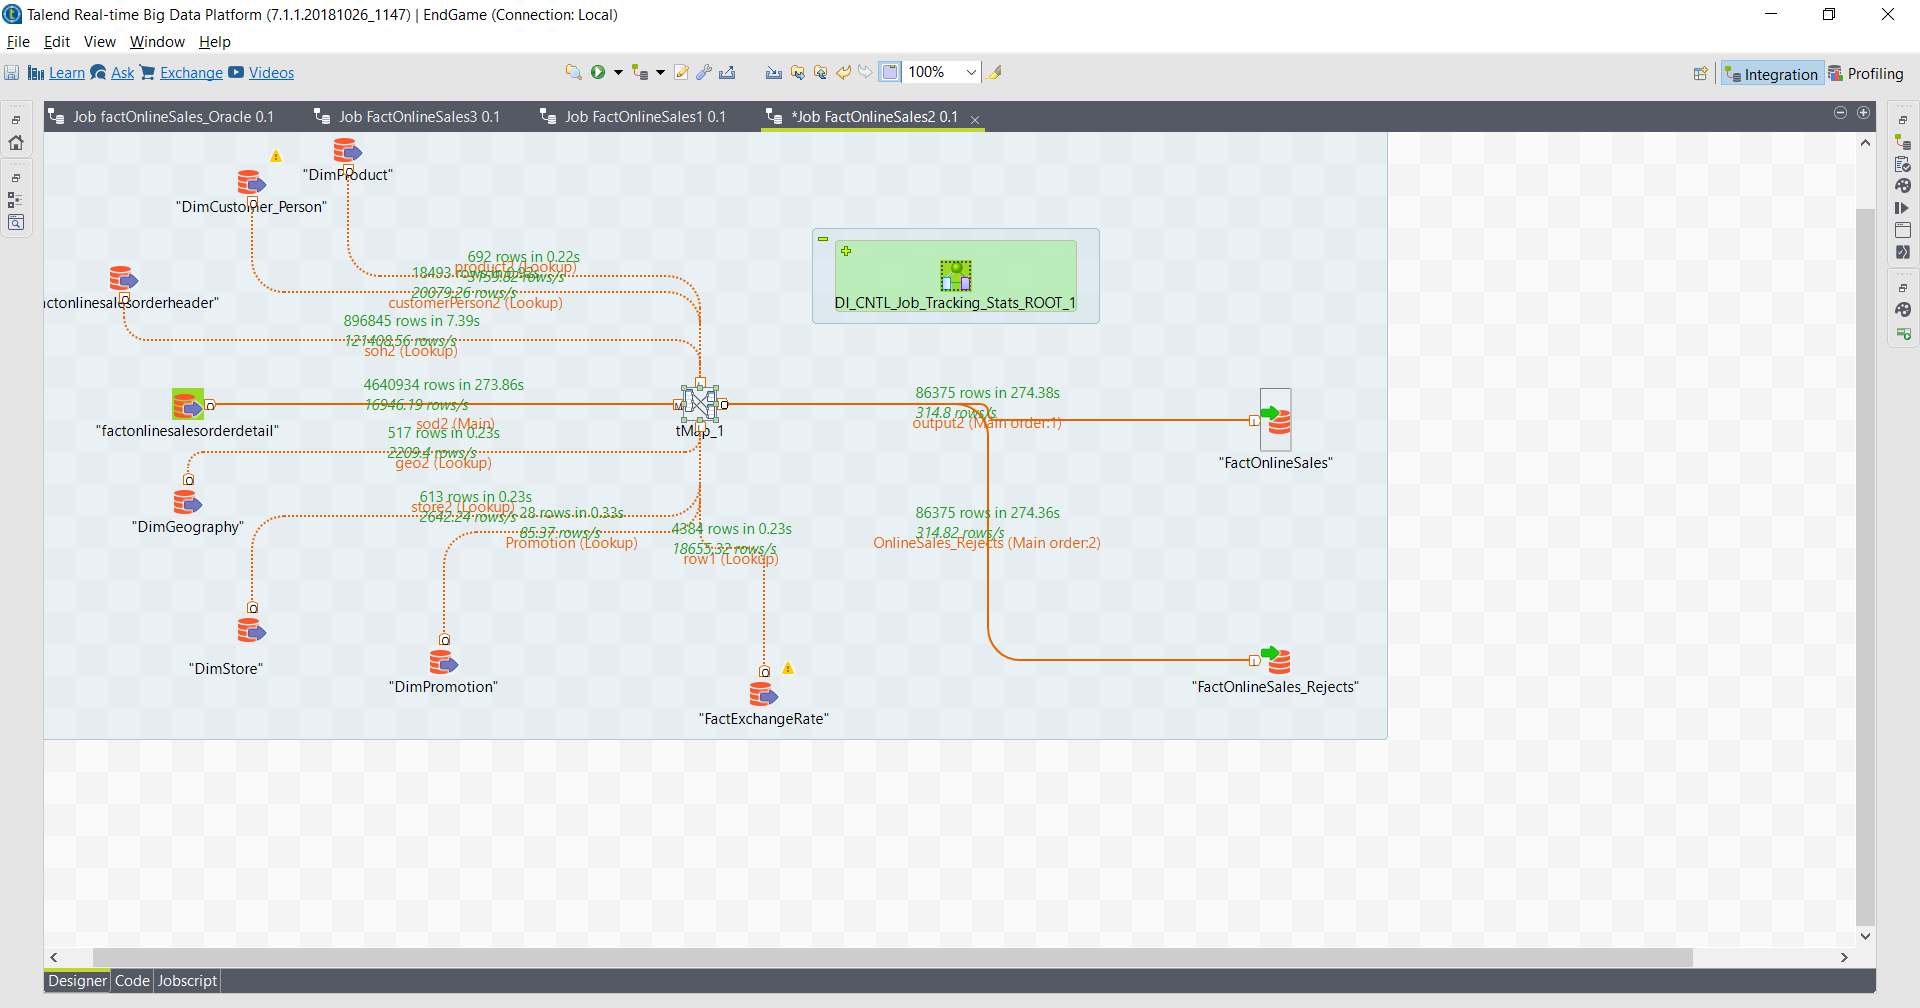 Talend Real-time Big Data Platform (7.1.1.20181026_1147) | EndGame (Connection: Local)
File Edit View Window Help
Learn Ask Exchange Videos 100% Integration Profiling
Job factOnlineSales_Oracle 0.1 Job FactOnlineSales3 0.1 Job FactOnlineSales1 0.1 *Job FactOnlineSales2 0.1
"DimProduct"
"DimCustomer_Person"
692 rows in 0.22s
product2 (Lookup)
3159.82 rows/s
18493 rows in 0.92s
20079.26 rows/s
customerPerson2 (Lookup)
actonlinesalesorderheader"
DI_CNTL_Job_Tracking_Stats_ROOT_1
896845 rows in 7.39s
121408.56 rows/s
soh2 (Lookup)
4640934 rows in 273.86s
16946.19 rows/s
sod2 (Main)
"factonlinesalesorderdetail"
tMap_1
86375 rows in 274.38s
314.8 rows/s
output2 (Main order:1)
"FactOnlineSales"
517 rows in 0.23s
2209.4 rows/s
geo2 (Lookup)
"DimGeography"
613 rows in 0.23s
store2 (Lookup)
2642.24 rows/s
28 rows in 0.33s
85.37 rows/s
Promotion (Lookup)
4384 rows in 0.23s
18655.32 rows/s
row1 (Lookup)
86375 rows in 274.36s
314.82 rows/s
OnlineSales_Rejects (Main order:2)
"DimStore"
"DimPromotion"
"FactExchangeRate"
"FactOnlineSales_Rejects"
Designer Code Jobscript